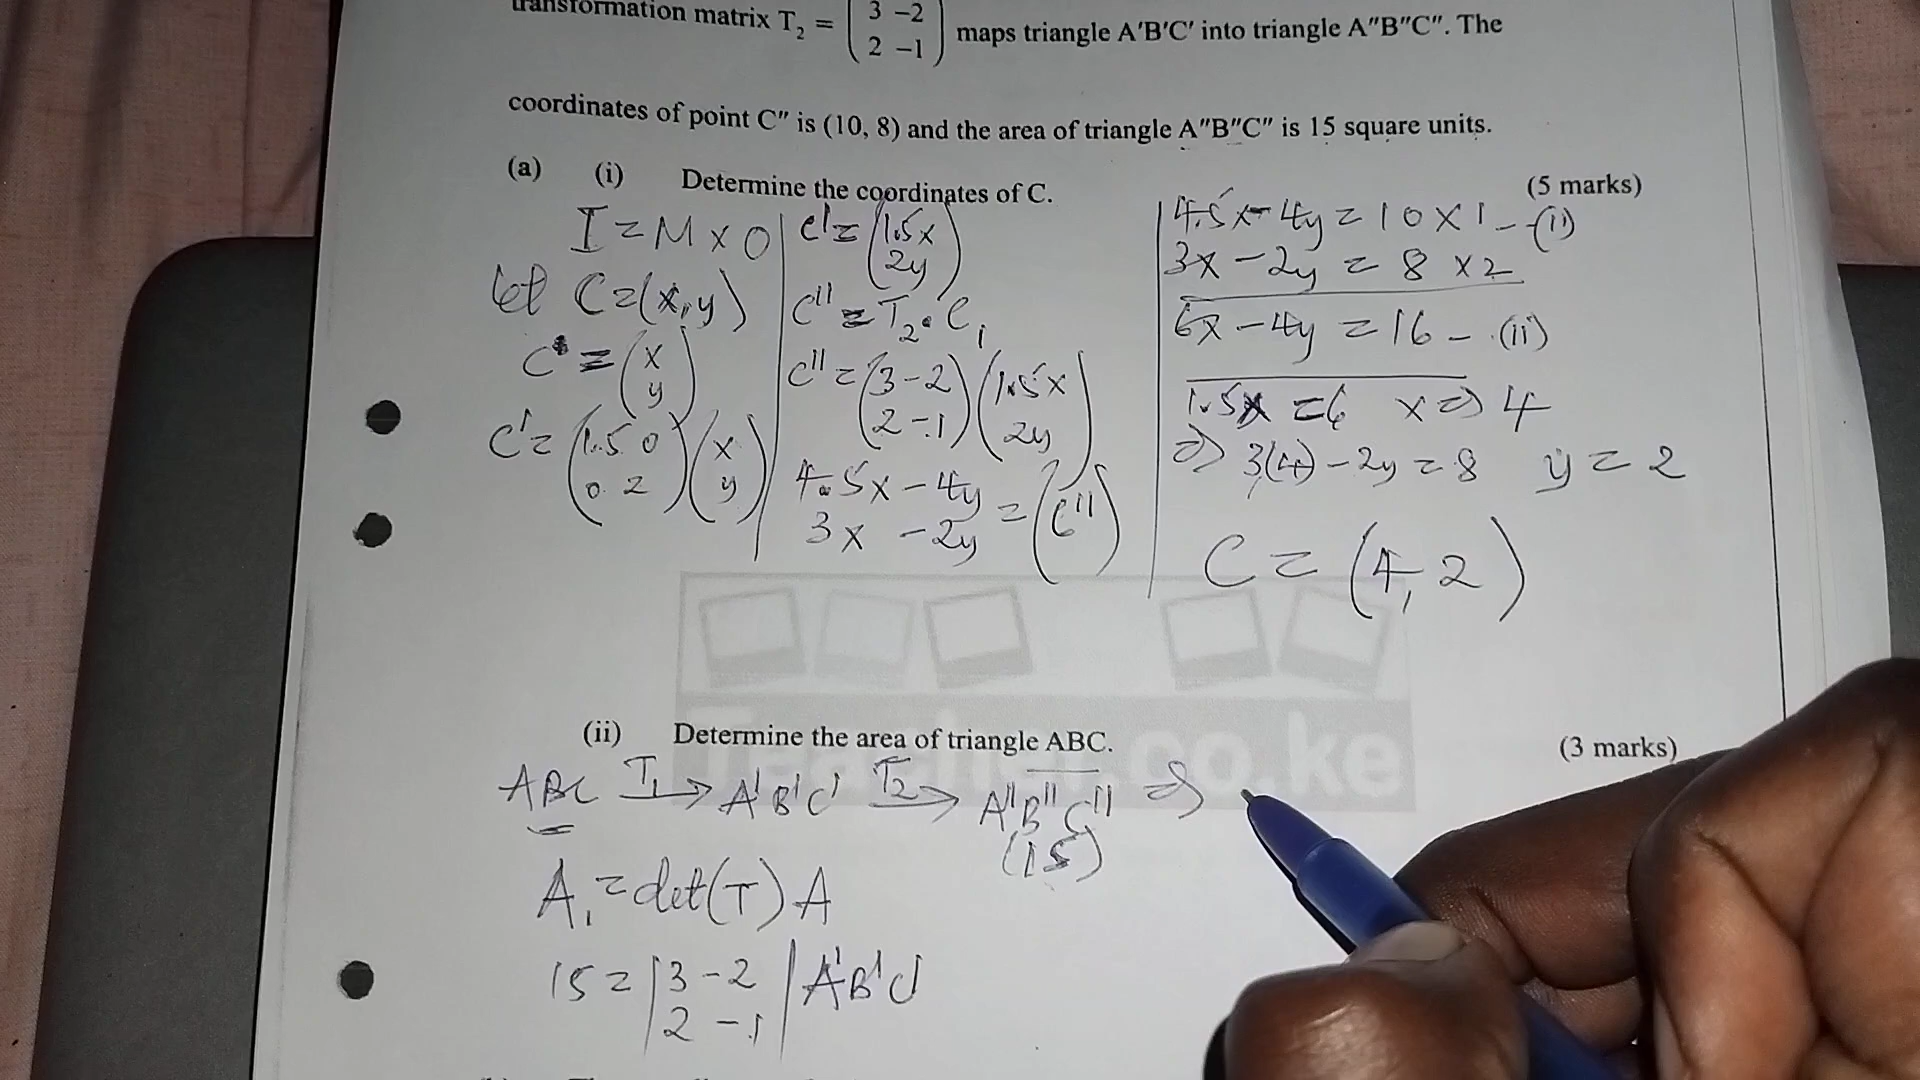 transformation matrix T₂ = (3 -2
2 -1) maps triangle A'B'C' into triangle A"B"C". The
coordinates of point C" is (10, 8) and the area of triangle A"B"C" is 15 square units.
(a) (i) Determine the coordinates of C. (5 marks)
I = M × O
let C = (x, y)
C = (x
y)
C' = (1.5 0
0 2) (x
y)
C' = (1.5x
2y)
C'' = T₂ · C₁
C'' = (3 -2
2 -1) (1.5x
2y)
4.5x - 4y
3x - 2y = (C'')
4.5x - 4y = 10 × 1 - (i)
3x - 2y = 8 × 2
6x - 4y = 16 - (ii)
1.5x = 6 x ⇒ 4
⇒ 3(4) - 2y = 8 y = 2
C = (4, 2)
(ii) Determine the area of triangle ABC. (3 marks)
Teacher.co.ke
ABC T₁→ A'B'C' T₂→ A''B''C'' ⇒
(15)
A₁ = det(T) A
15 = |3 -2
2 -1| A'B'C'